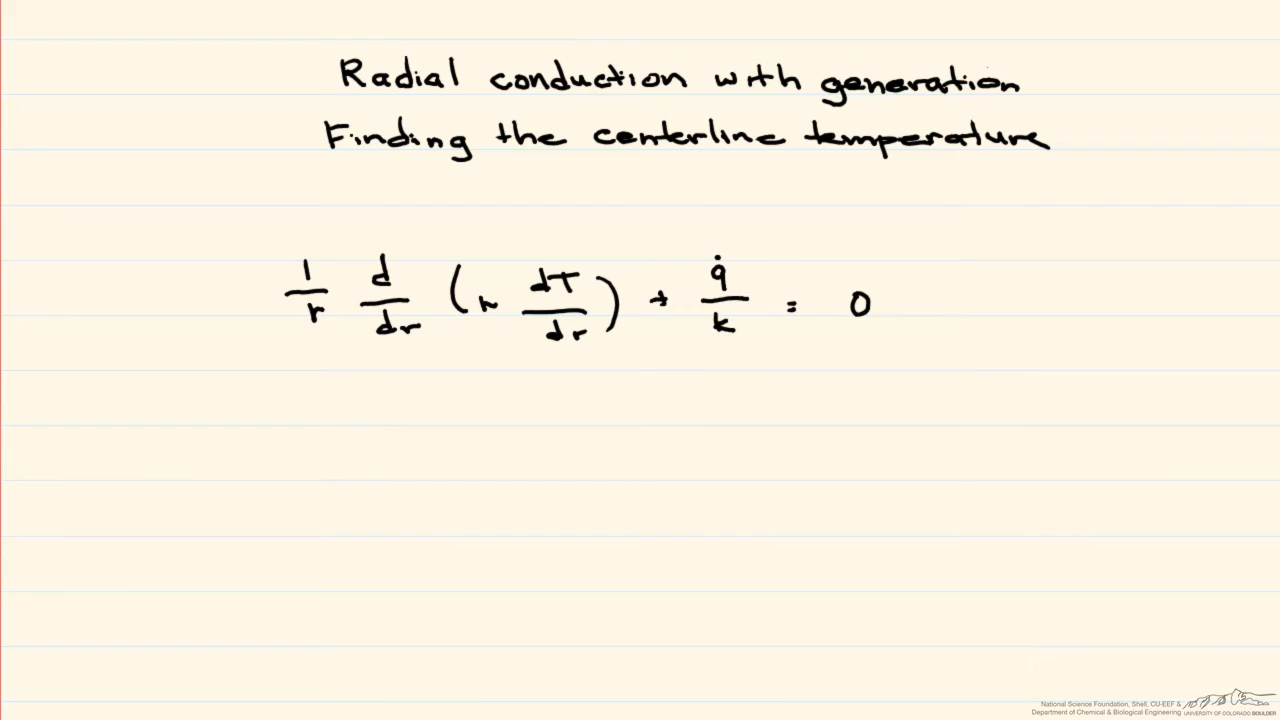 Radial conduction with generation
Finding the centerline temperature
1/r d/dr (r dT/dr) + q̇/k = 0
National Science Foundation, Shell, CU-EEF &
Department of Chemical & Biological Engineering UNIVERSITY OF COLORADO BOULDER